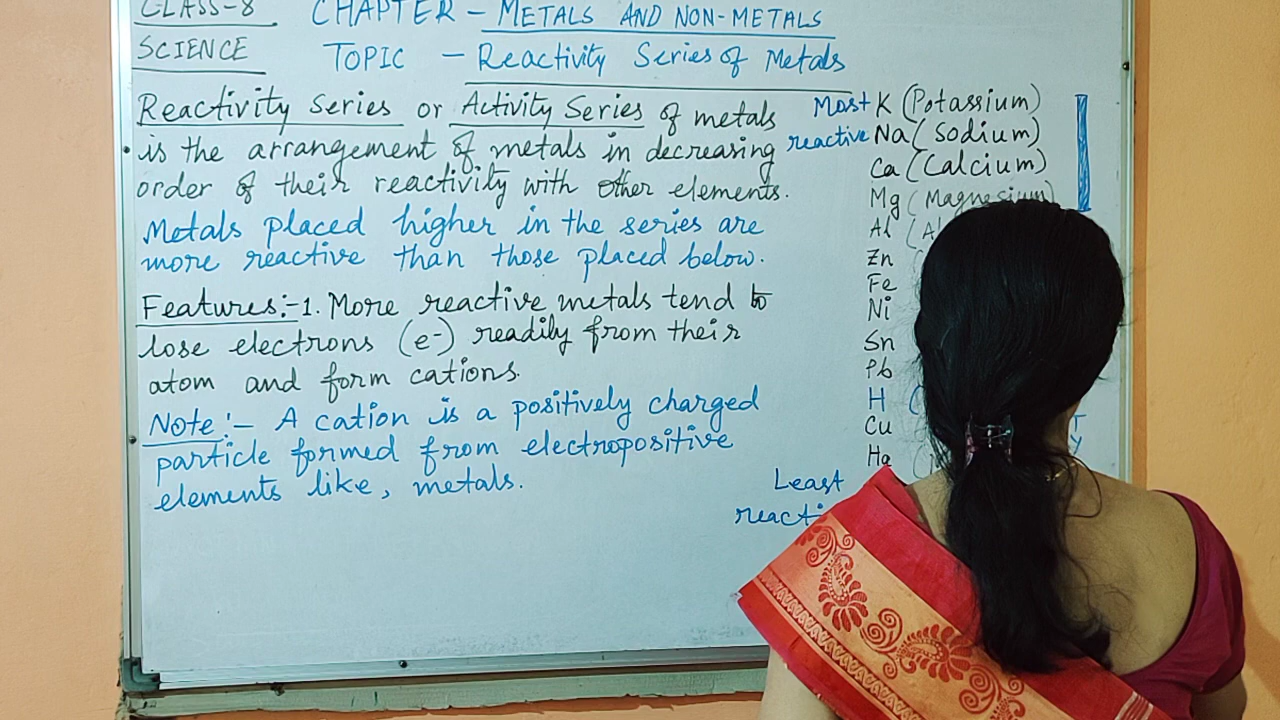 CLASS-8
CHAPTER - METALS AND NON-METALS
SCIENCE
TOPIC - Reactivity Series of Metals
Reactivity Series or Activity Series of metals
is the arrangement of metals in decreasing
order of their reactivity with other elements.
Metals placed higher in the series are
more reactive than those placed below.
Features:- 1. More reactive metals tend to
lose electrons (e-) readily from their
atom and form cations.
Note:- A cation is a positively charged
particle formed from electropositive
elements like, metals.
Most K (Potassium)
reactive Na (Sodium)
Ca (Calcium)
Mg (Magnesium)
Al (
Zn (
Fe
Ni
Sn
Pb
H (
Cu
T
Y
Least